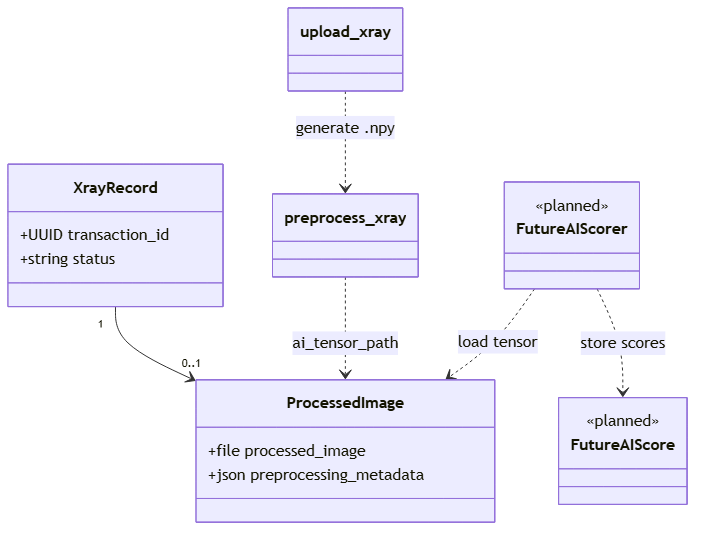 upload_xray
generate .npy
XrayRecord
+UUID transaction_id
+string status
preprocess_xray
«planned»
FutureAIScorer
1
0..1
ai_tensor_path
load tensor
store scores
ProcessedImage
+file processed_image
+json preprocessing_metadata
«planned»
FutureAIScore